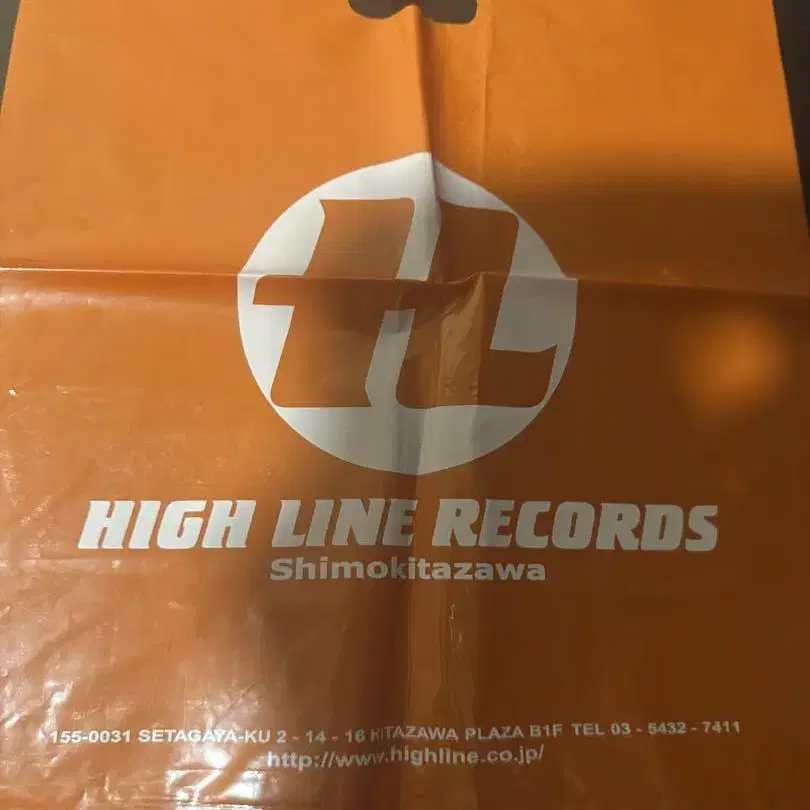 HL
HIGH LINE RECORDS
Shimokitazawa
155-0031 SETAGAYA-KU 2 - 14 - 16 KITAZAWA PLAZA B1F TEL 03 - 5432 - 7411
http://www.highline.co.jp/